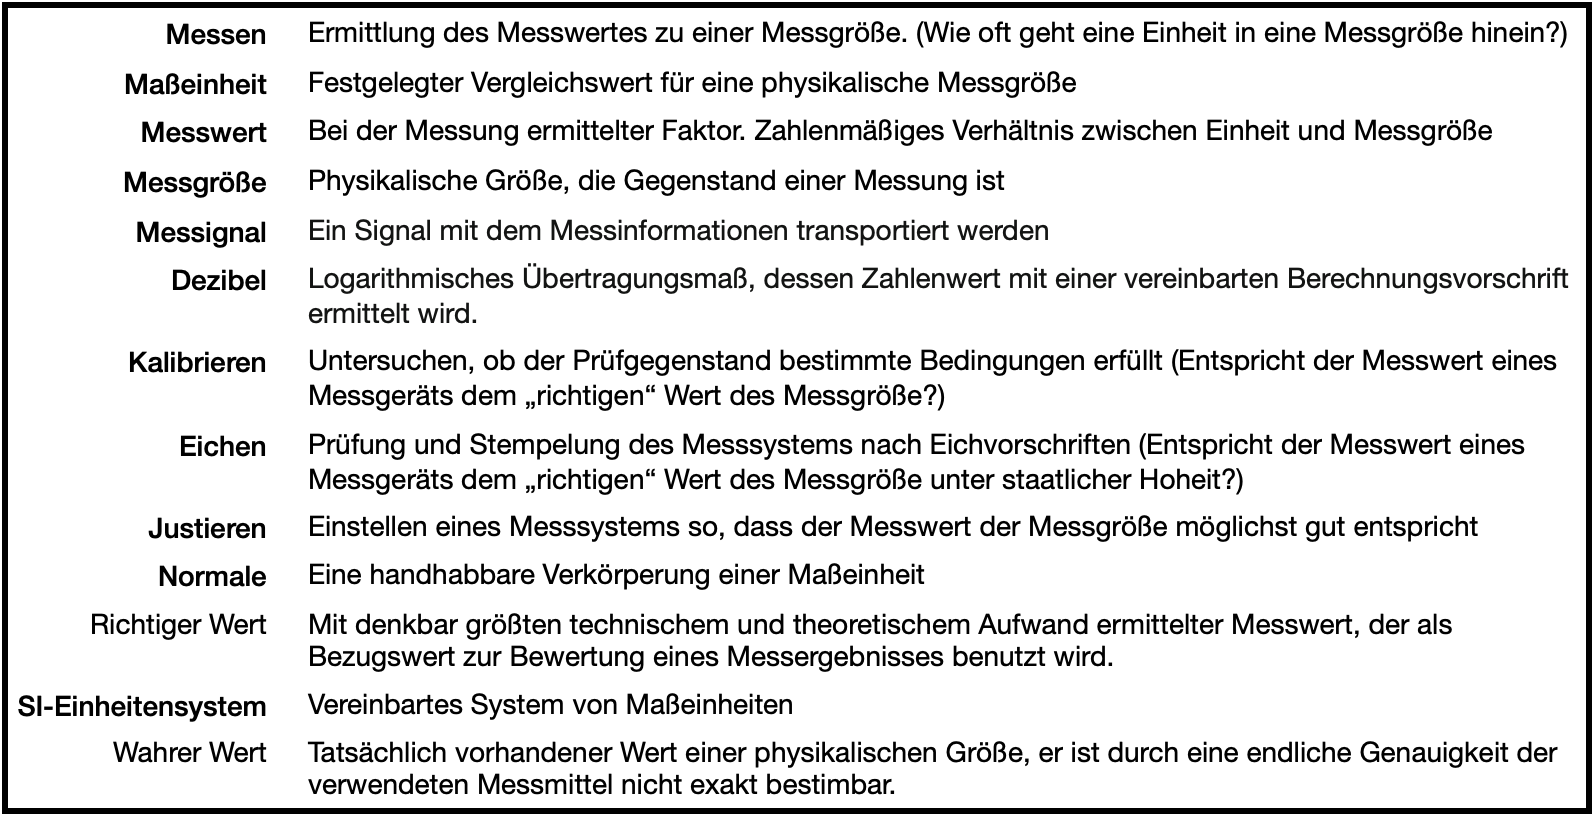 Messen Ermittlung des Messwertes zu einer Messgröße. (Wie oft geht eine Einheit in eine Messgröße hinein?)
Maßeinheit Festgelegter Vergleichswert für eine physikalische Messgröße
Messwert Bei der Messung ermittelter Faktor. Zahlenmäßiges Verhältnis zwischen Einheit und Messgröße
Messgröße Physikalische Größe, die Gegenstand einer Messung ist
Messignal Ein Signal mit dem Messinformationen transportiert werden
Dezibel Logarithmisches Übertragungsmaß, dessen Zahlenwert mit einer vereinbarten Berechnungsvorschrift
ermittelt wird.
Kalibrieren Untersuchen, ob der Prüfgegenstand bestimmte Bedingungen erfüllt (Entspricht der Messwert eines
Messgeräts dem „richtigen“ Wert des Messgröße?)
Eichen Prüfung und Stempelung des Messsystems nach Eichvorschriften (Entspricht der Messwert eines
Messgeräts dem „richtigen“ Wert des Messgröße unter staatlicher Hoheit?)
Justieren Einstellen eines Messsystems so, dass der Messwert der Messgröße möglichst gut entspricht
Normale Eine handhabbare Verkörperung einer Maßeinheit
Richtiger Wert Mit denkbar größten technischem und theoretischem Aufwand ermittelter Messwert, der als
Bezugswert zur Bewertung eines Messergebnisses benutzt wird.
SI-Einheitensystem Vereinbartes System von Maßeinheiten
Wahrer Wert Tatsächlich vorhandener Wert einer physikalischen Größe, er ist durch eine endliche Genauigkeit der
verwendeten Messmittel nicht exakt bestimbar.